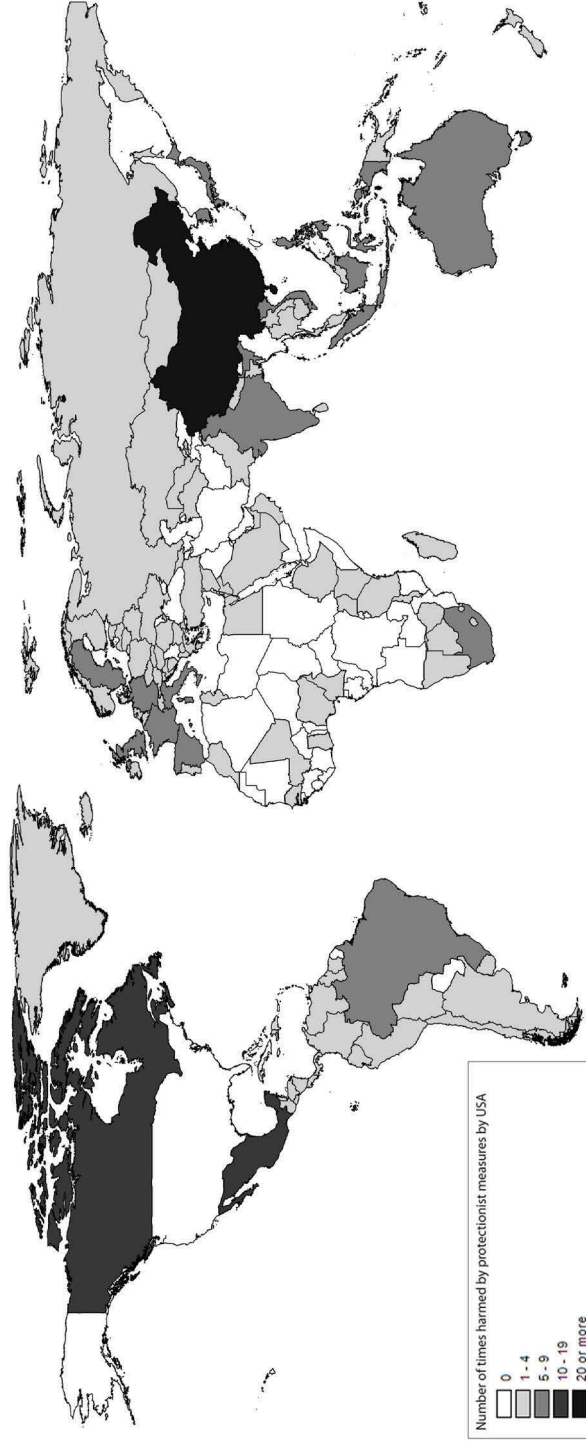 Number of times harmed by protectionist measures by USA
0
1 - 4
5 - 9
10 - 19
20 or more